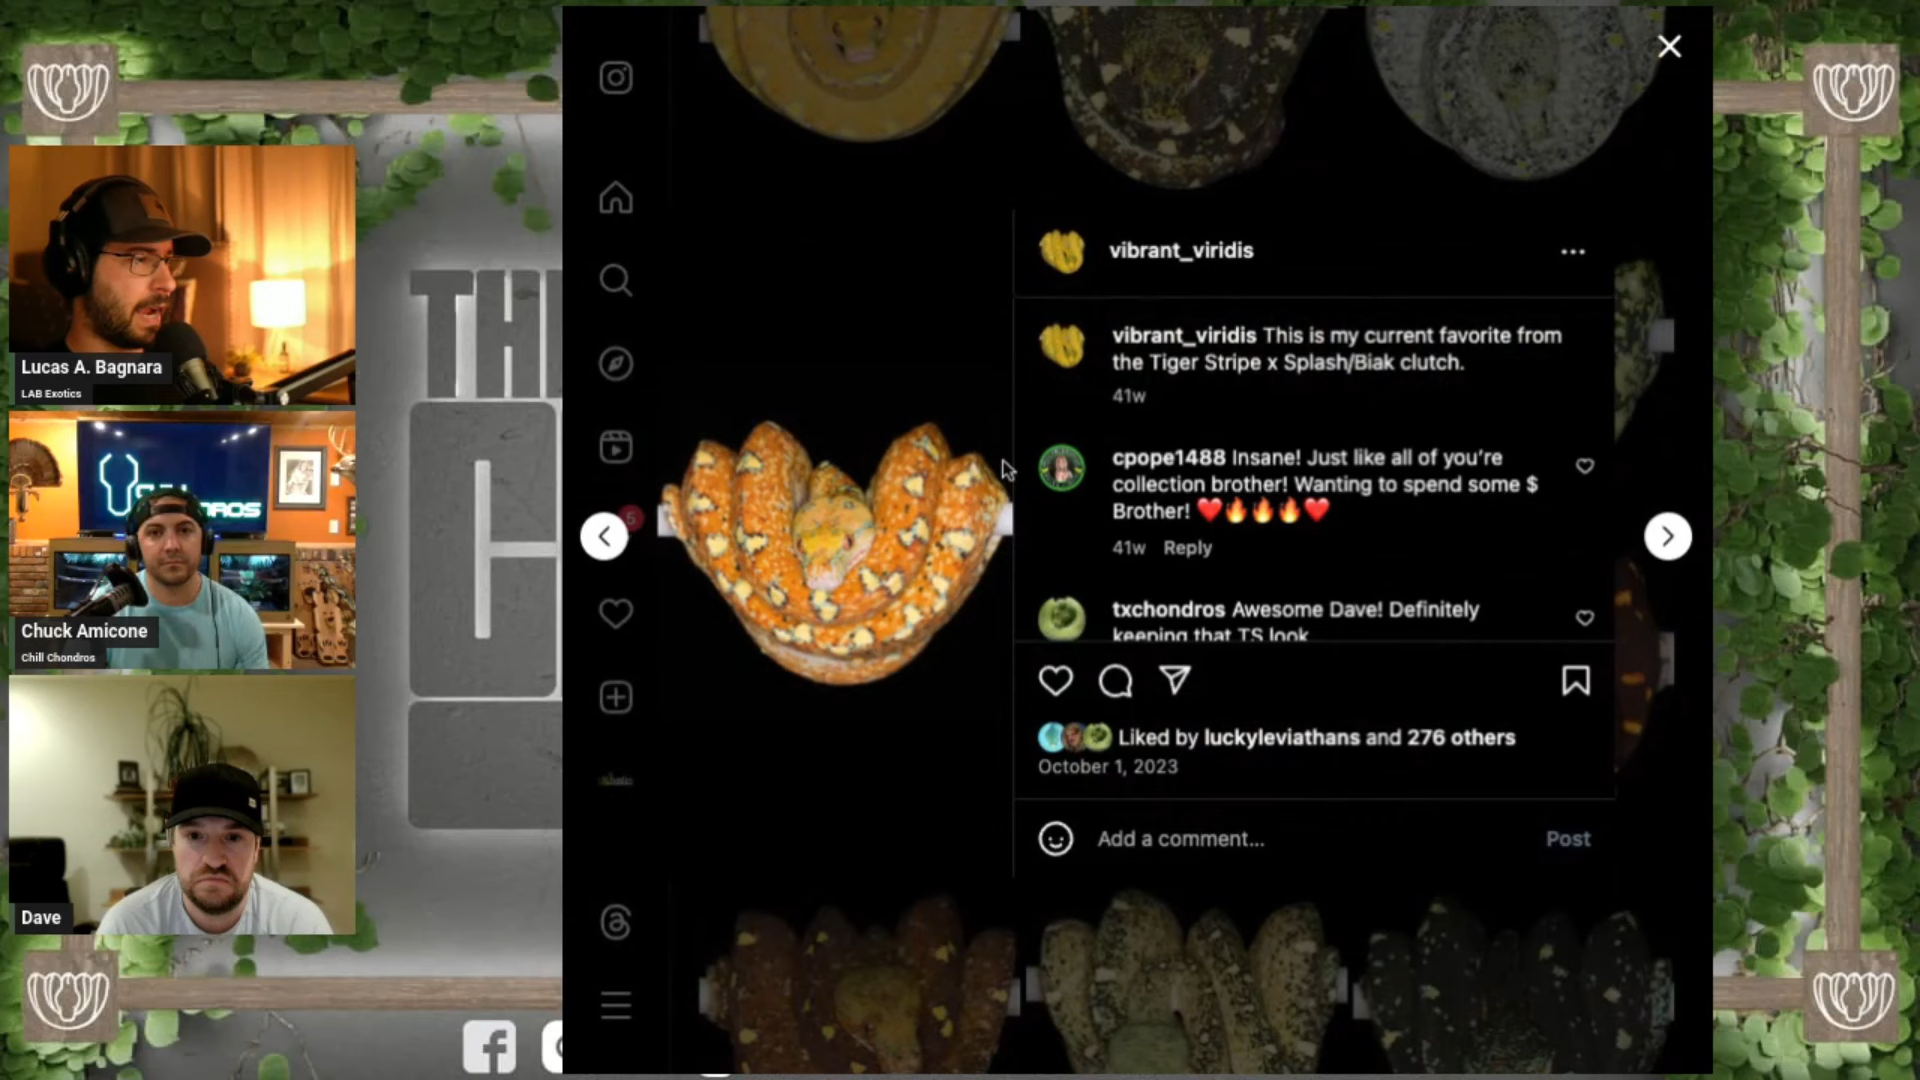 Lucas A. Bagnara
LAB Exotics
Chuck Amicone
Chill Chondros
Dave
TH
C
5
vibrant_viridis
vibrant_viridis This is my current favorite from
the Tiger Stripe x Splash/Biak clutch.
41w
cpope1488 Insane! Just like all of you're
collection brother! Wanting to spend some $
Brother! ❤️🔥🔥🔥❤️
41w Reply
txchondros Awesome Dave! Definitely
keeping that TS look
Liked by luckyleviathans and 276 others
October 1, 2023
Add a comment...
Post